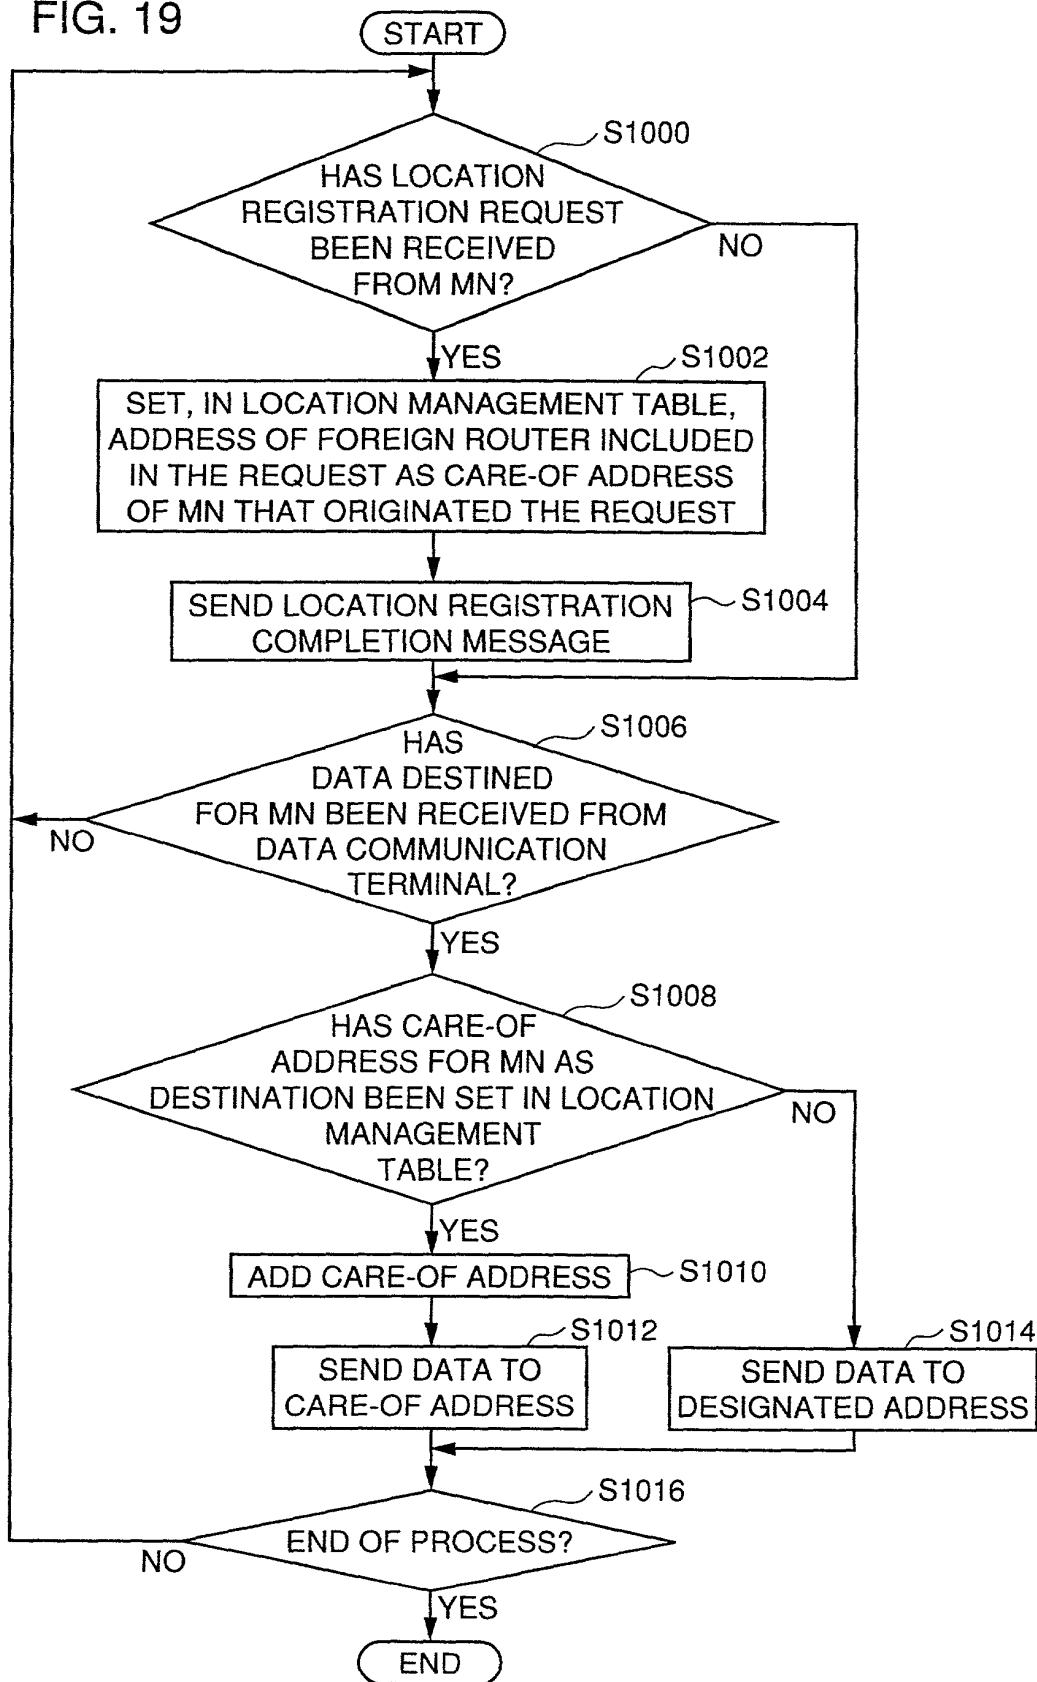 FIG. 19
START
S1000
HAS LOCATION
REGISTRATION REQUEST
BEEN RECEIVED
FROM MN?
NO
YES
S1002
SET, IN LOCATION MANAGEMENT TABLE,
ADDRESS OF FOREIGN ROUTER INCLUDED
IN THE REQUEST AS CARE-OF ADDRESS
OF MN THAT ORIGINATED THE REQUEST
SEND LOCATION REGISTRATION
COMPLETION MESSAGE
S1004
S1006
HAS
DATA DESTINED
FOR MN BEEN RECEIVED FROM
DATA COMMUNICATION
TERMINAL?
NO
YES
S1008
HAS CARE-OF
ADDRESS FOR MN AS
DESTINATION BEEN SET IN LOCATION
MANAGEMENT
TABLE?
NO
YES
ADD CARE-OF ADDRESS
S1010
S1012
SEND DATA TO
CARE-OF ADDRESS
S1014
SEND DATA TO
DESIGNATED ADDRESS
S1016
END OF PROCESS?
NO
YES
END